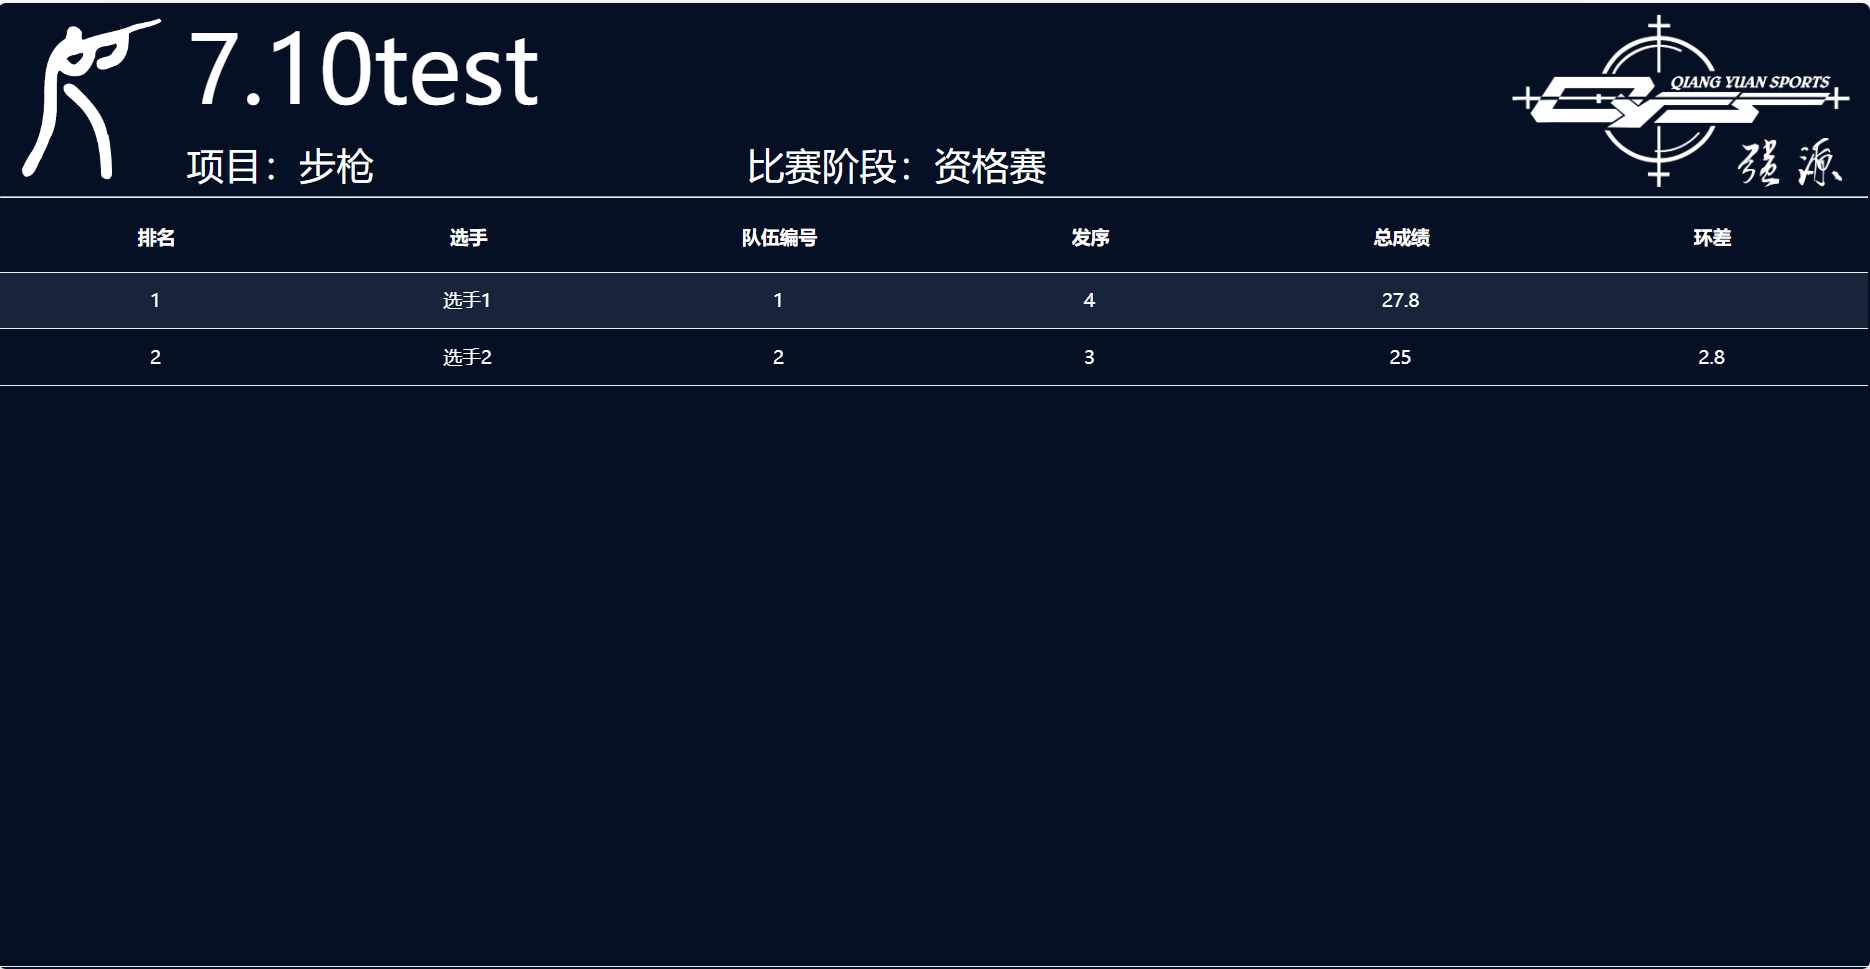 7.10test
QIANG YUAN SPORTS
强源
项目：步枪 比赛阶段：资格赛
排名 选手 队伍编号 发序 总成绩 环差
1 选手1 1 4 27.8
2 选手2 2 3 25 2.8